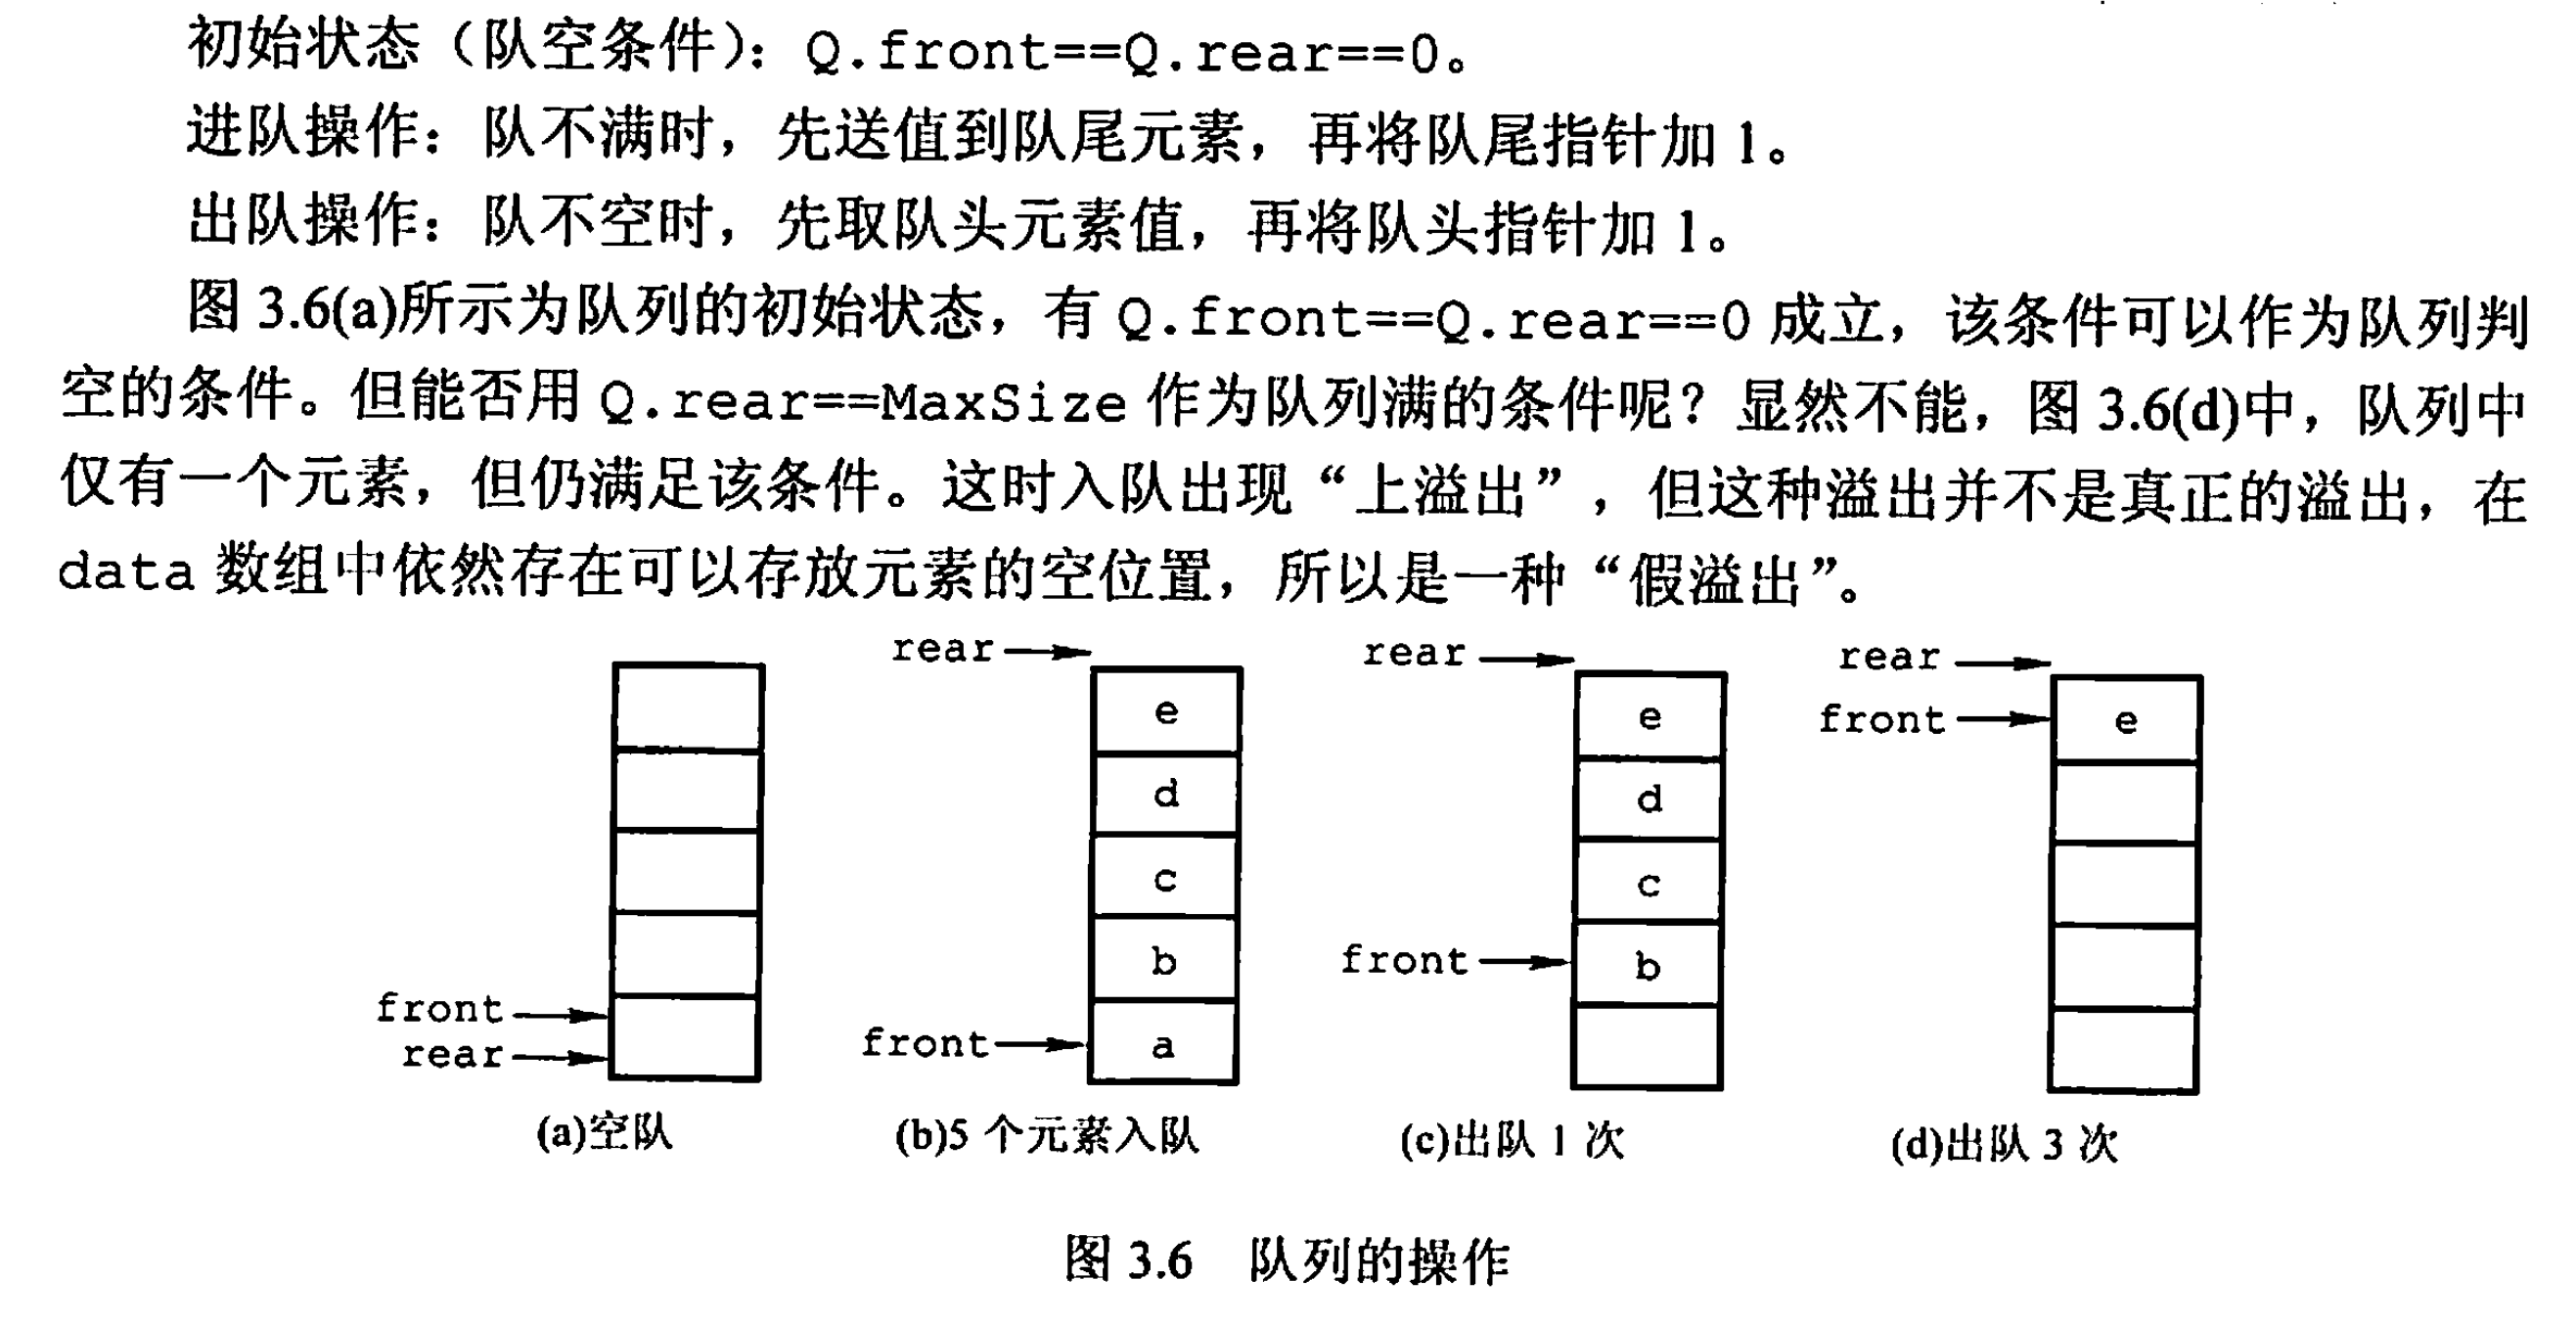 初始状态（队空条件）：Q.front==Q.rear==0。
进队操作：队不满时，先送值到队尾元素，再将队尾指针加 1。
出队操作：队不空时，先取队头元素值，再将队头指针加 1。
图 3.6(a)所示为队列的初始状态，有 Q.front==Q.rear==0 成立，该条件可以作为队列判
空的条件。但能否用 Q.rear==MaxSize 作为队列满的条件呢？显然不能，图 3.6(d)中，队列中
仅有一个元素，但仍满足该条件。这时入队出现“上溢出”，但这种溢出并不是真正的溢出，在
data 数组中依然存在可以存放元素的空位置，所以是一种“假溢出”。
front
rear
(a)空队
rear
e
d
c
b
front
a
(b)5 个元素入队
rear
e
d
c
front
b
(c)出队 1 次
rear
front
e
(d)出队 3 次
图 3.6 队列的操作